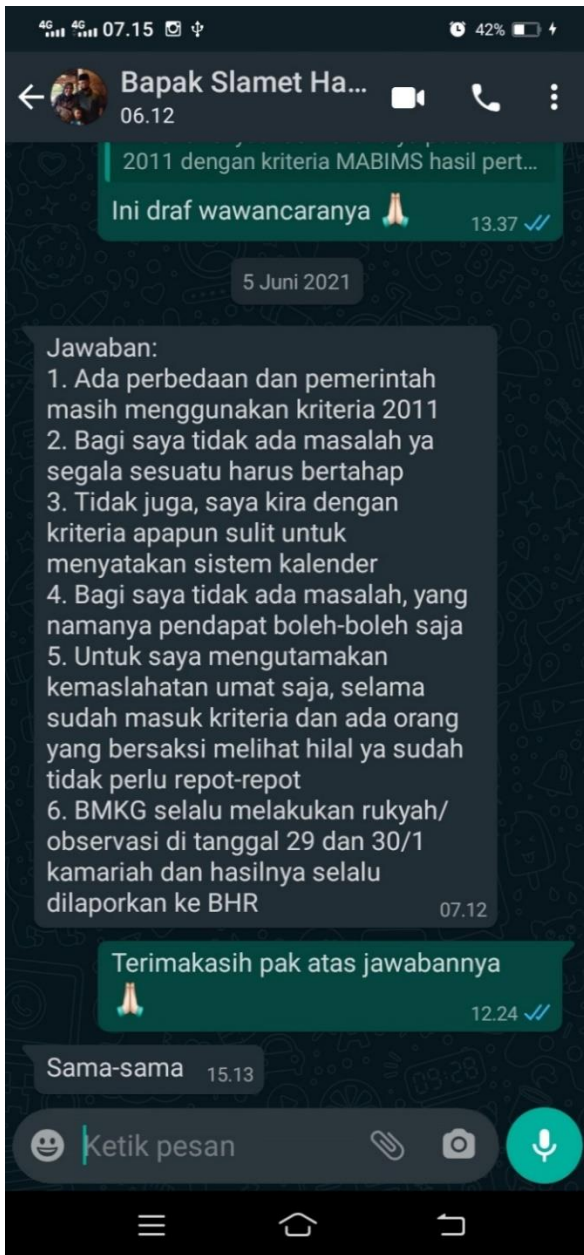 4G 4G 07.15 42%
Bapak Slamet Ha...
06.12
2011 dengan kriteria MABIMS hasil pert...
Ini draf wawancaranya 🙏🏻
13.37
5 Juni 2021
Jawaban:
1. Ada perbedaan dan pemerintah
masih menggunakan kriteria 2011
2. Bagi saya tidak ada masalah ya
segala sesuatu harus bertahap
3. Tidak juga, saya kira dengan
kriteria apapun sulit untuk
menyatakan sistem kalender
4. Bagi saya tidak ada masalah, yang
namanya pendapat boleh-boleh saja
5. Untuk saya mengutamakan
kemaslahatan umat saja, selama
sudah masuk kriteria dan ada orang
yang bersaksi melihat hilal ya sudah
tidak perlu repot-repot
6. BMKG selalu melakukan rukyah/
observasi di tanggal 29 dan 30/1
kamariah dan hasilnya selalu
dilaporkan ke BHR
07.12
Terimakasih pak atas jawabannya
🙏🏻
12.24
Sama-sama 15.13
Ketik pesan